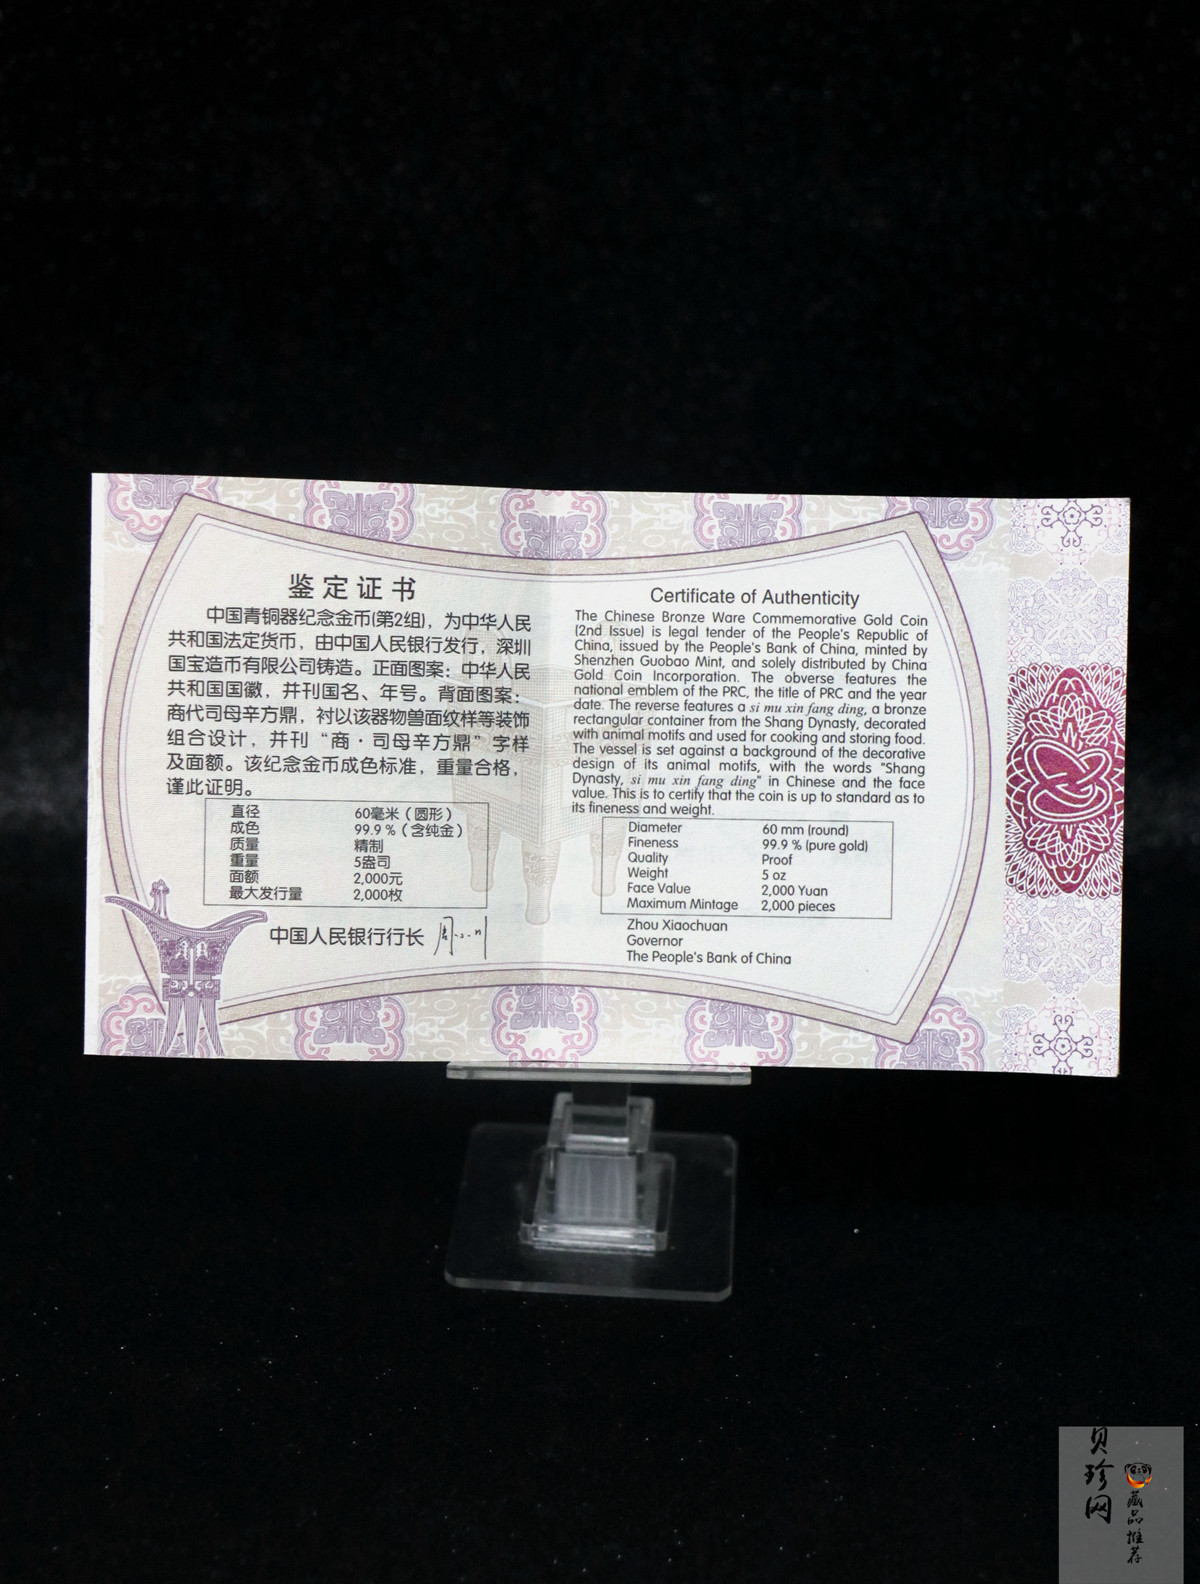 鉴定证书
中国青铜器纪念金币(第2组)，为中华人民
共和国法定货币，由中国人民银行发行，深圳
国宝造币有限公司铸造。正面图案：中华人民
共和国国徽，并刊国名、年号。背面图案：
商代司母辛方鼎，衬以该器物兽面纹样等装饰
组合设计，并刊“商·司母辛方鼎”字样
及面额。该纪念金币成色标准，重量合格，
谨此证明。
直径 60毫米（圆形）
成色 99.9％（含纯金）
质量 精制
重量 5盎司
面额 2,000元
最大发行量 2,000枚
中国人民银行行长
Certificate of Authenticity
The Chinese Bronze Ware Commemorative Gold Coin
(2nd Issue) is legal tender of the People's Republic of
China, issued by the People's Bank of China, minted by
Shenzhen Guobao Mint, and solely distributed by China
Gold Coin Incorporation. The obverse features the
national emblem of the PRC, the title of PRC and the year
date. The reverse features a si mu xin fang ding, a bronze
rectangular container from the Shang Dynasty, decorated
with animal motifs and used for cooking and storing food.
The vessel is set against a background of the decorative
design of its animal motifs, with the words "Shang
Dynasty, si mu xin fang ding" in Chinese and the face
value. This is to certify that the coin is up to standard as to
its fineness and weight.
Diameter 60 mm (round)
Fineness 99.9 % (pure gold)
Quality Proof
Weight 5 oz
Face Value 2,000 Yuan
Maximum Mintage 2,000 pieces
Zhou Xiaochuan
Governor
The People's Bank of China
贝珍网
藏品推荐